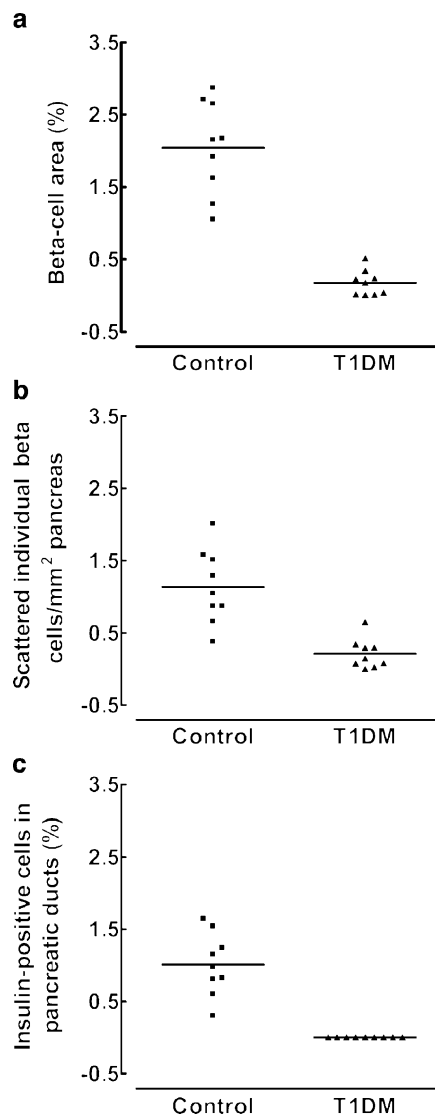 a
3.5
2.5
1.5
0.5
-0.5
Beta-cell area (%)
Control T1DM
b
3.5
2.5
1.5
0.5
-0.5
Scattered individual beta
cells/mm² pancreas
Control T1DM
c
3.5
2.5
1.5
0.5
-0.5
Insulin-positive cells in
pancreatic ducts (%)
Control T1DM